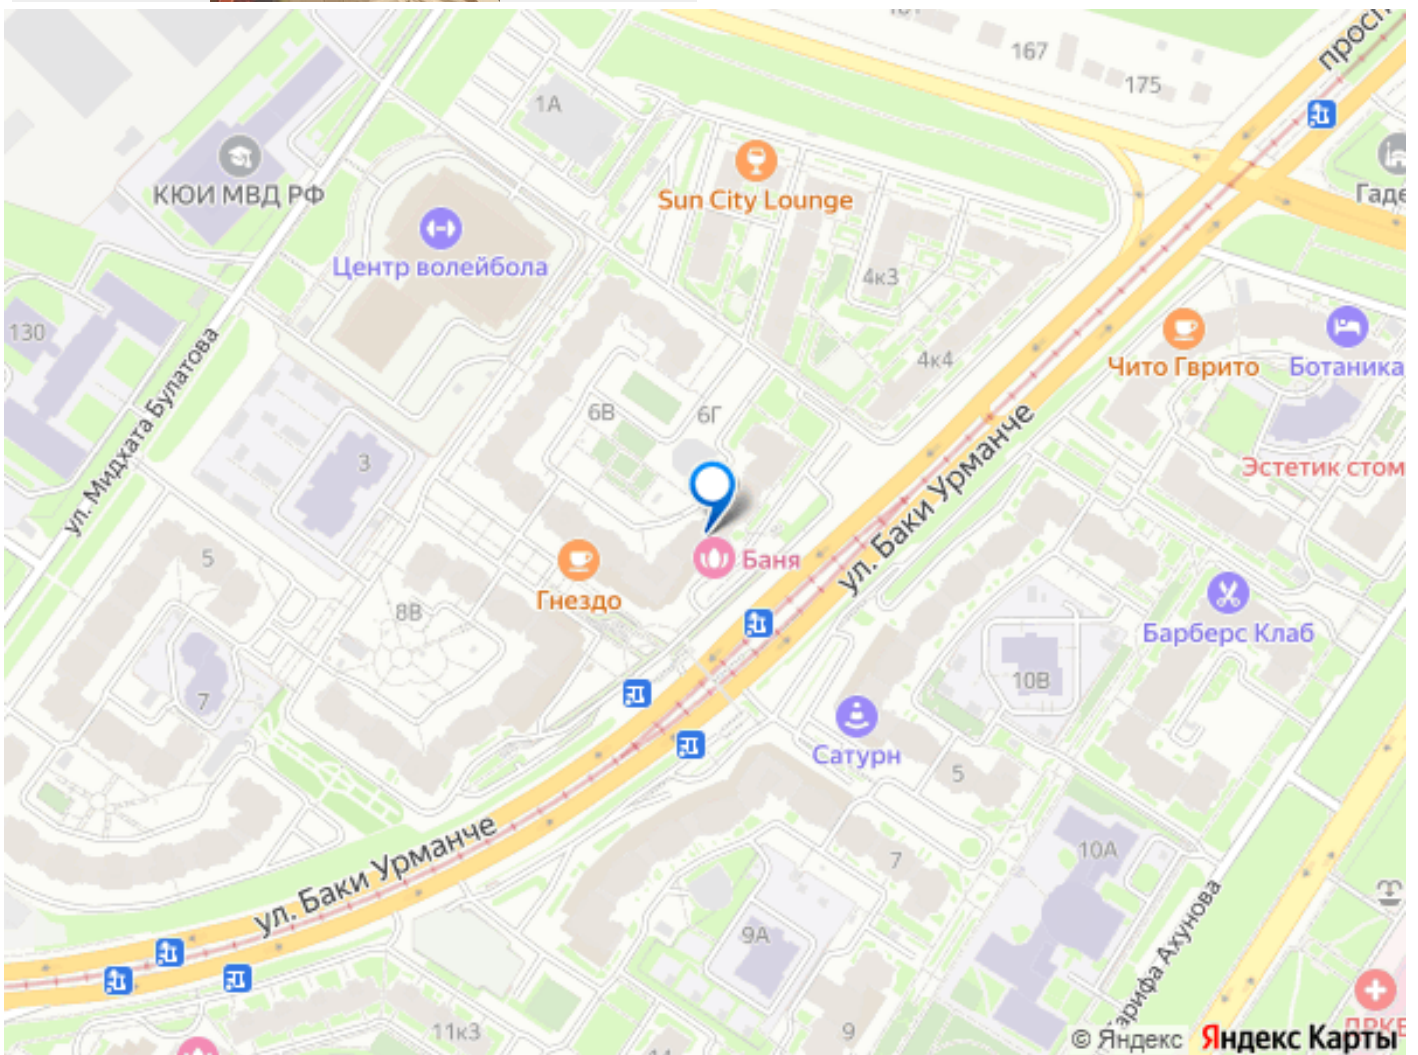 167
175
1А
КЮИ МВД РФ
Sun City Lounge
Центр волейбола
130
4к3
4к4
Чито Гврито
Ботаника
ул. Мидхата Булатова
6В
6Г
3
ул. Баки Урманче
Эстетик стом
Баня
Гнездо
5
8В
7
Барберс Клаб
10В
Сатурн
5
ул. Баки Урманче
7
10А
9А
11к3
9
© Яндекс Яндекс Карты